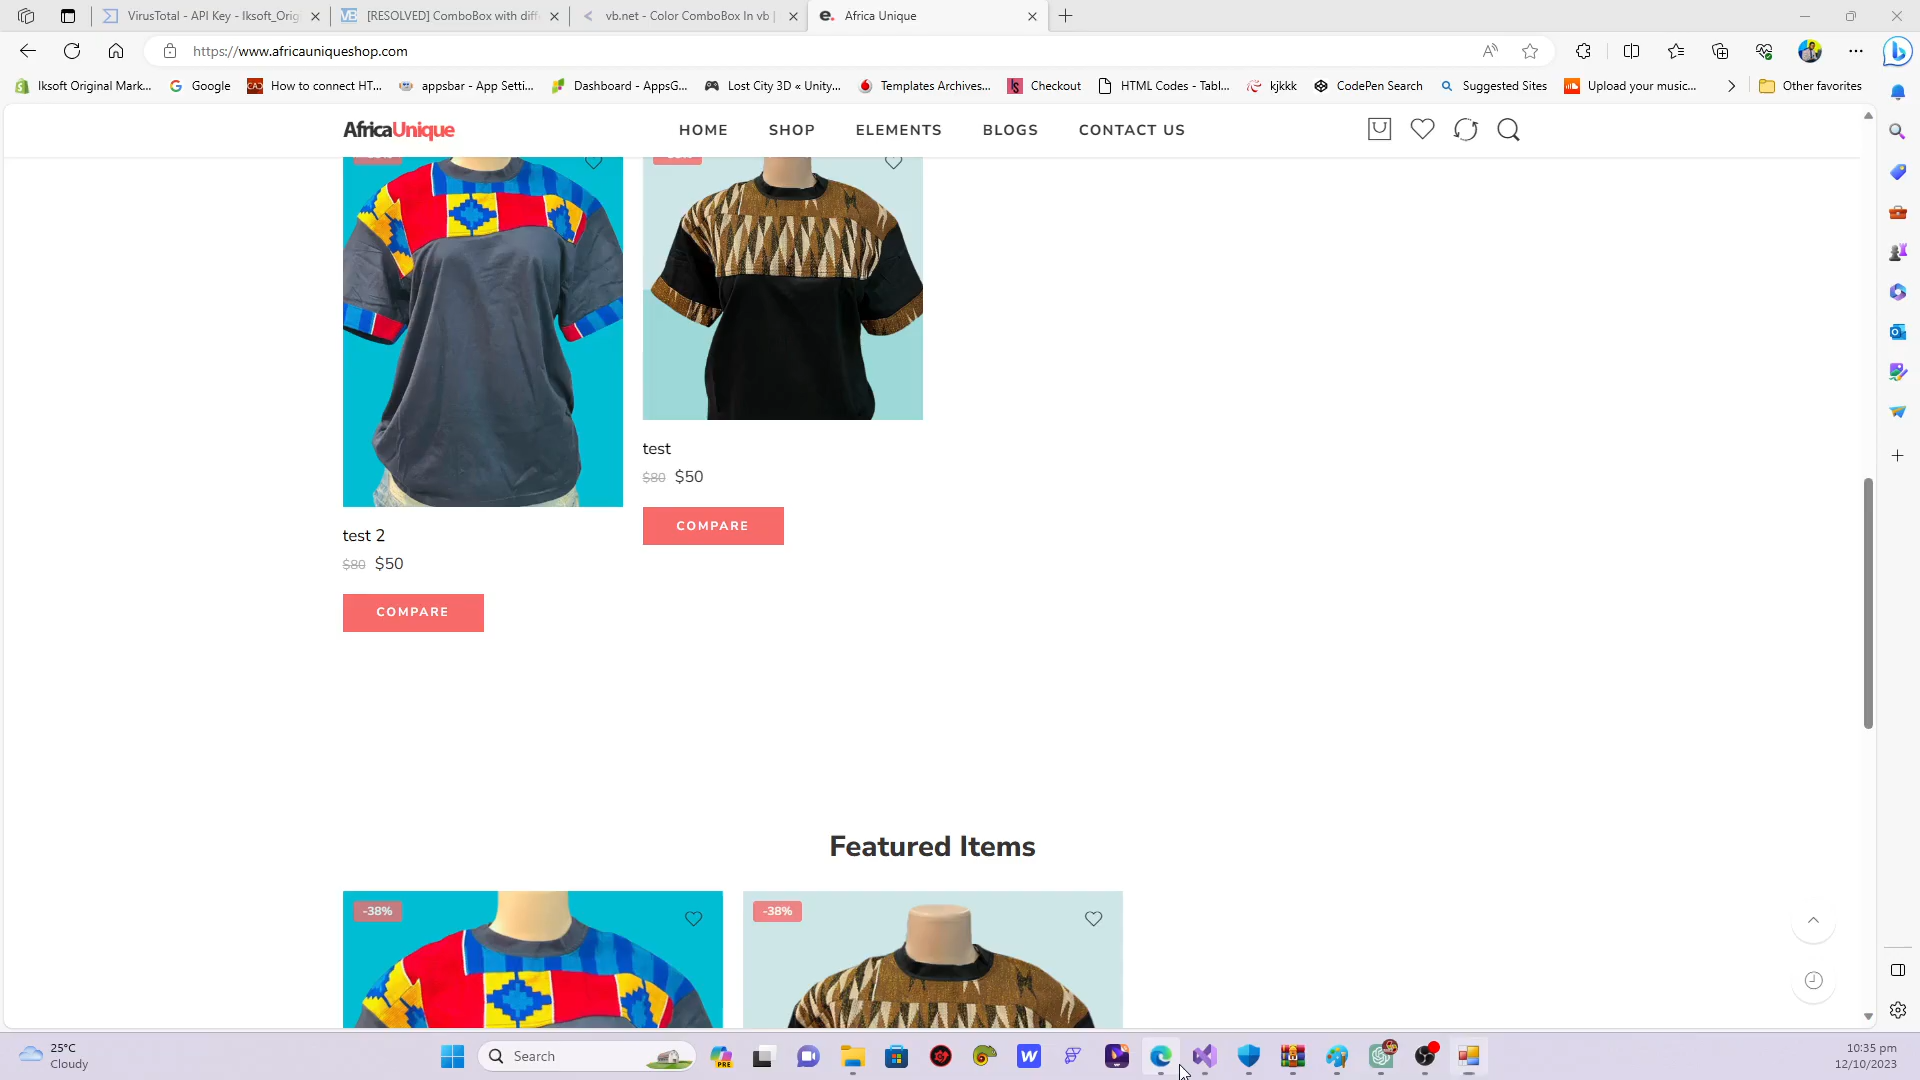 VirusTotal - API Key - Iksoft_Orig
[RESOLVED] ComboBox with diff
vb.net - Color ComboBox In vb |
Africa Unique
https://www.africauniqueshop.com
Iksoft Original Mark...
Google
How to connect HT...
appsbar - App Setti...
Dashboard - AppsG...
Lost City 3D « Unity,...
Templates Archives...
Checkout
HTML Codes - Tabl...
kjkkk
CodePen Search
Suggested Sites
Upload your music...
Other favorites
AfricaUnique
HOME
SHOP
ELEMENTS
BLOGS
CONTACT US
test
$80 $50
COMPARE
test 2
$80 $50
COMPARE
Featured Items
-38%
-38%
25°C
Cloudy
Search
10:35 pm
12/10/2023